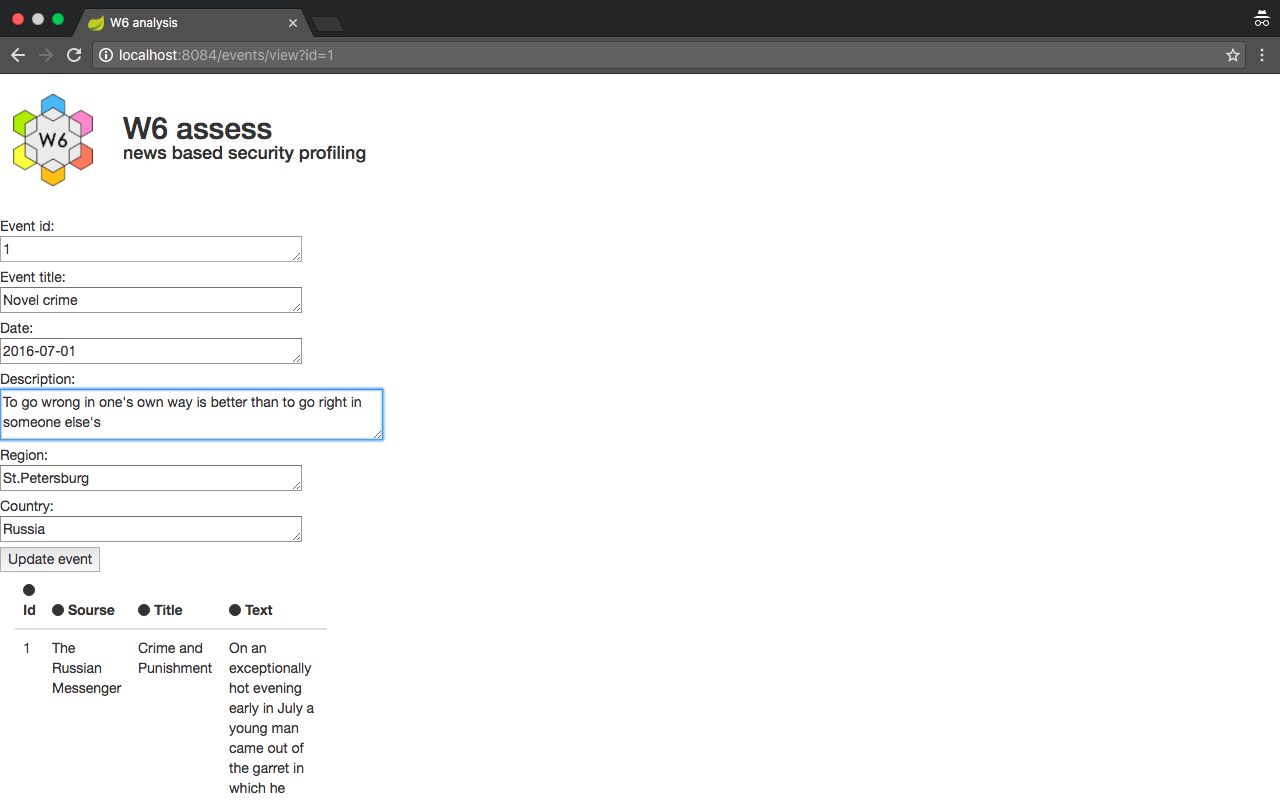 W6 analysis
localhost:8084/events/view?id=1
W6
W6 assess
news based security profiling
Event id:
1
Event title:
Novel crime
Date:
2016-07-01
Description:
To go wrong in one's own way is better than to go right in
someone else's
Region:
St.Petersburg
Country:
Russia
Update event
Id Sourse Title Text
1 The Crime and On an
Russian Punishment exceptionally
Messenger hot evening
early in July a
young man
came out of
the garret in
which he